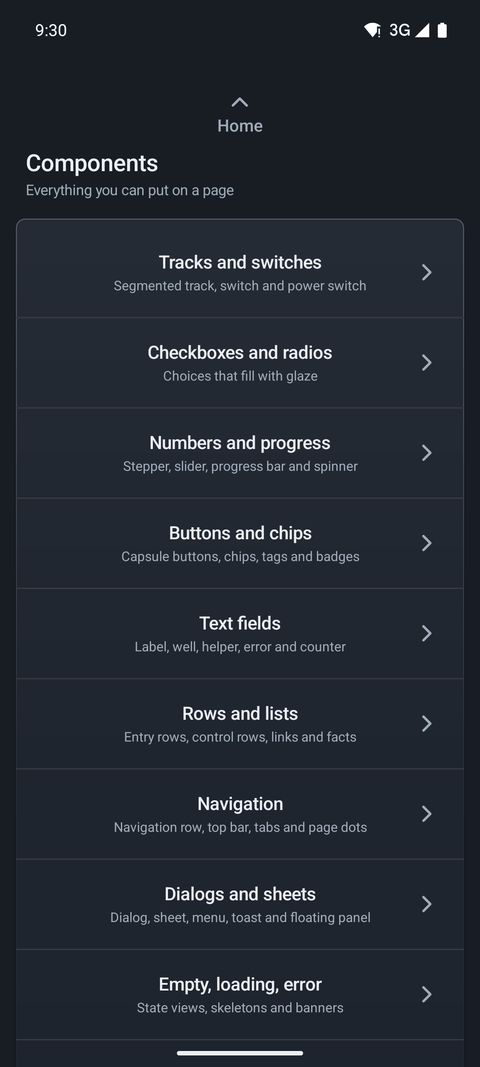 9:30
3G
Home
Components
Everything you can put on a page
Tracks and switches
Segmented track, switch and power switch
Checkboxes and radios
Choices that fill with glaze
Numbers and progress
Stepper, slider, progress bar and spinner
Buttons and chips
Capsule buttons, chips, tags and badges
Text fields
Label, well, helper, error and counter
Rows and lists
Entry rows, control rows, links and facts
Navigation
Navigation row, top bar, tabs and page dots
Dialogs and sheets
Dialog, sheet, menu, toast and floating panel
Empty, loading, error
State views, skeletons and banners